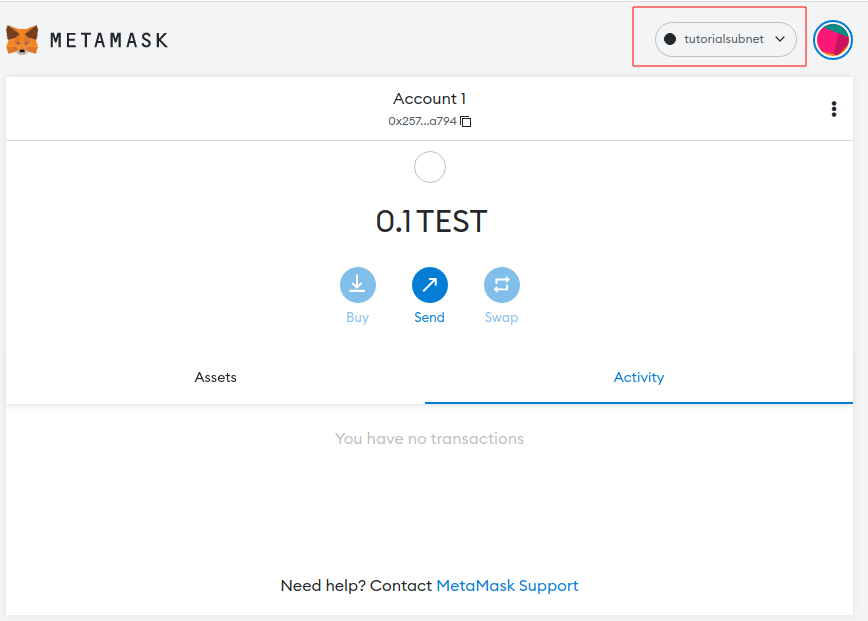 METAMASK
tutorialsubnet
Account 1
0x257...a794
0.1 TEST
Buy
Send
Swap
Assets
Activity
You have no transactions
Need help? Contact MetaMask Support